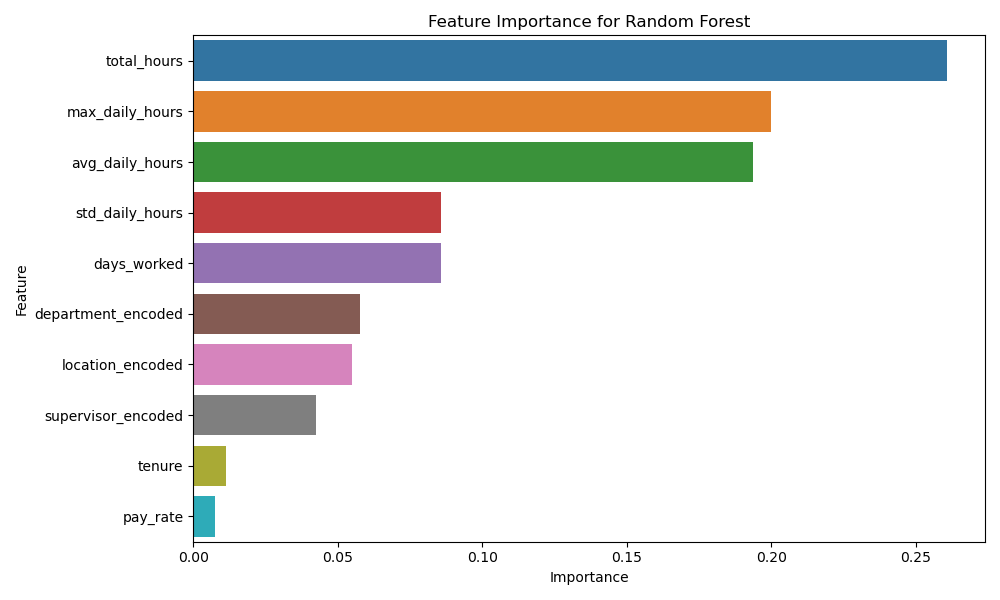 Feature Importance for Random Forest
total_hours
max_daily_hours
avg_daily_hours
std_daily_hours
days_worked
department_encoded
location_encoded
supervisor_encoded
tenure
pay_rate
Feature
0.00 0.05 0.10 0.15 0.20 0.25
Importance